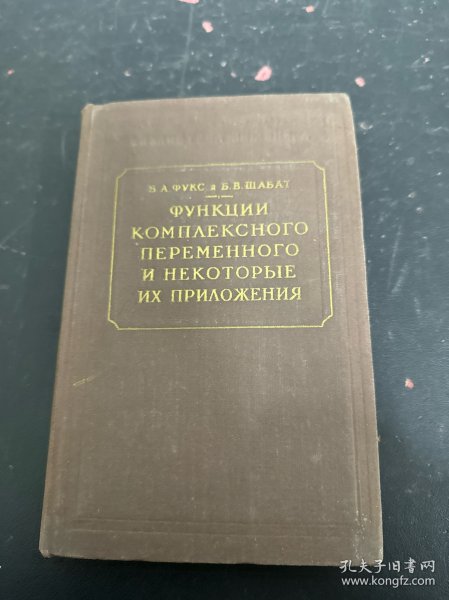 Б. А. ФУКС и Б. В. ШАБАТ
ФУНКЦИИ
КОМПЛЕКСНОГО
ПЕРЕМЕННОГО
И НЕКОТОРЫЕ
ИХ ПРИЛОЖЕНИЯ
孔夫子旧书网
www.kongfz.com